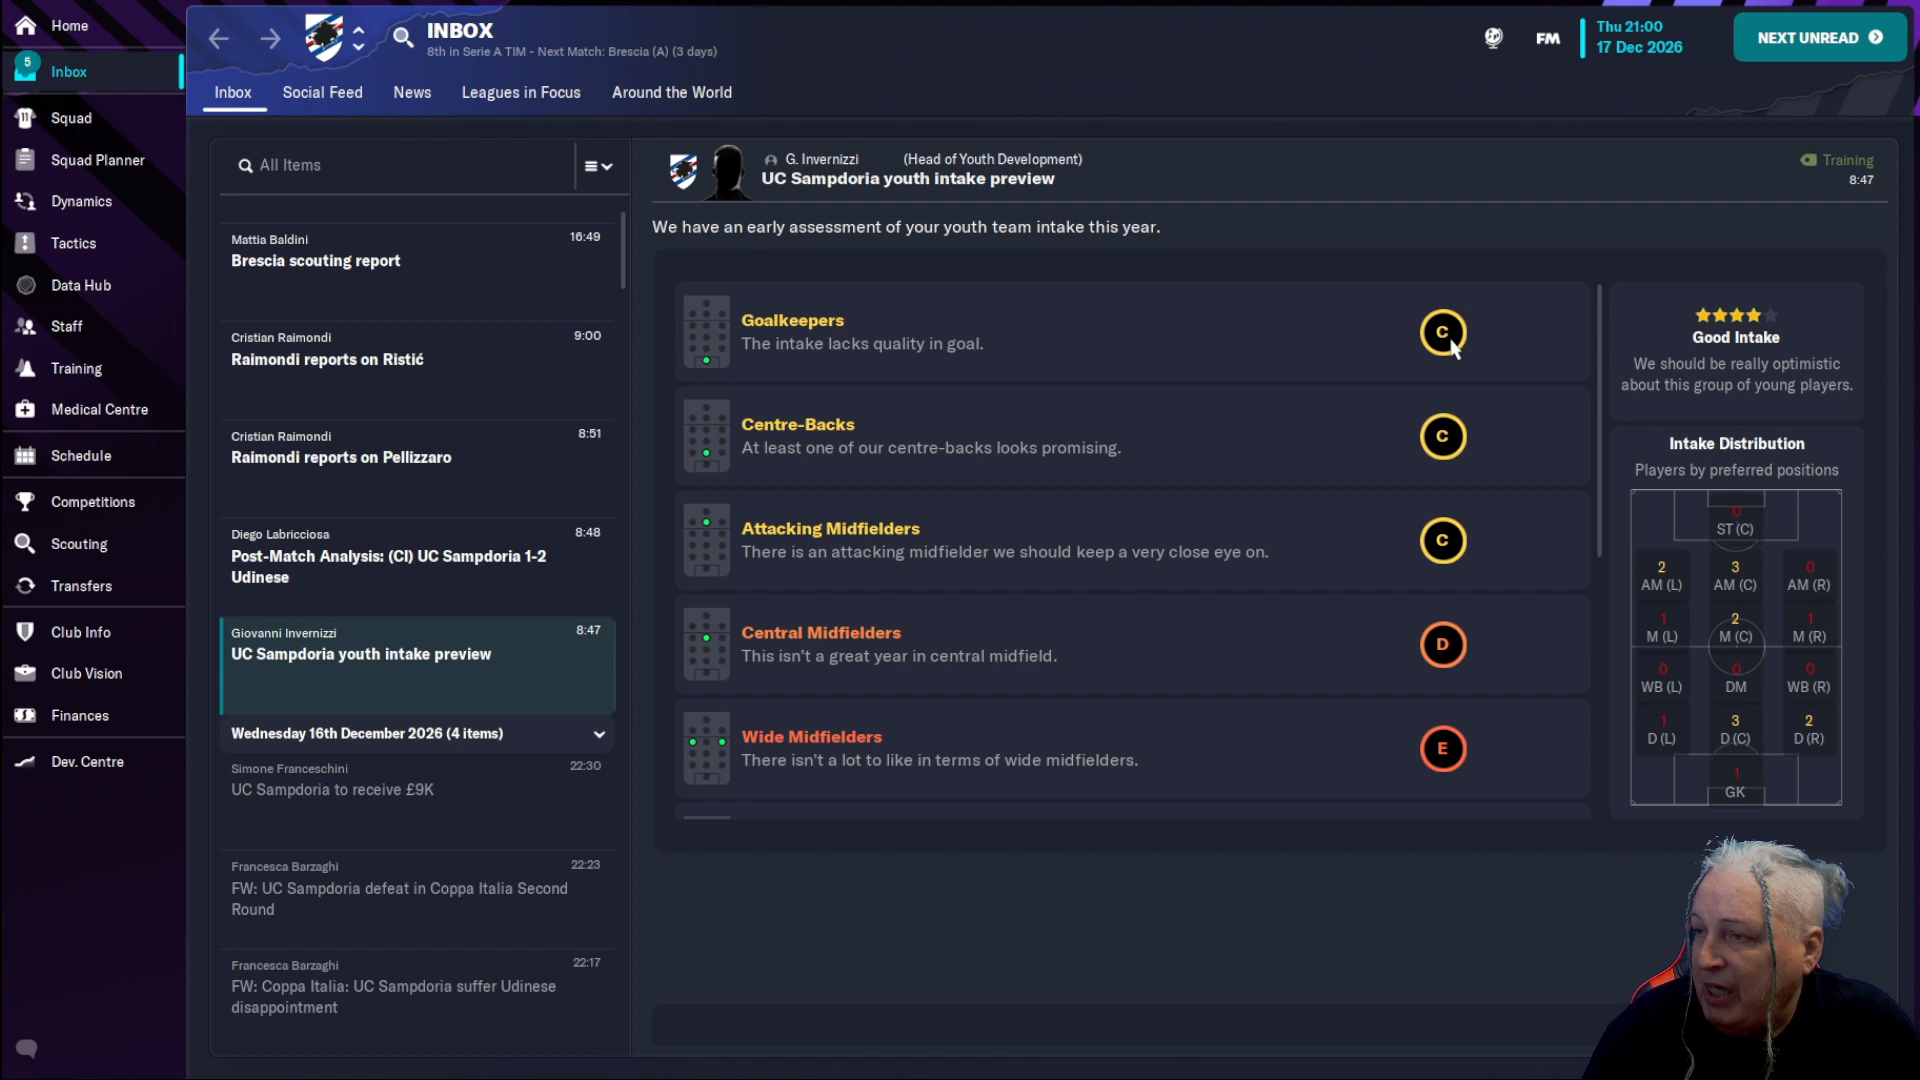 Home
5
Inbox
Squad
Squad Planner
Dynamics
Tactics
Data Hub
Staff
Training
Medical Centre
Schedule
Competitions
Scouting
Transfers
Club Info
Club Vision
Finances
Dev. Centre
INBOX
8th in Serie A TIM - Next Match: Brescia (A) (3 days)
FM
Thu 21:00
17 Dec 2026
NEXT UNREAD
Inbox
Social Feed
News
Leagues in Focus
Around the World
All Items
Mattia Baldini
16:49
Brescia scouting report
Cristian Raimondi
9:00
Raimondi reports on Ristić
Cristian Raimondi
8:51
Raimondi reports on Pellizzaro
Diego Labricciosa
8:48
Post-Match Analysis: (CI) UC Sampdoria 1-2
Udinese
Giovanni Invernizzi
8:47
UC Sampdoria youth intake preview
Wednesday 16th December 2026 (4 items)
Simone Franceschini
22:30
UC Sampdoria to receive £9K
Francesca Barzaghi
22:23
FW: UC Sampdoria defeat in Coppa Italia Second
Round
Francesca Barzaghi
22:17
FW: Coppa Italia: UC Sampdoria suffer Udinese
disappointment
G. Invernizzi (Head of Youth Development)
UC Sampdoria youth intake preview
Training
8:47
We have an early assessment of your youth team intake this year.
Goalkeepers
The intake lacks quality in goal.
C
Centre-Backs
At least one of our centre-backs looks promising.
C
Attacking Midfielders
There is an attacking midfielder we should keep a very close eye on.
C
Central Midfielders
This isn't a great year in central midfield.
D
Wide Midfielders
There isn't a lot to like in terms of wide midfielders.
E
Good Intake
We should be really optimistic
about this group of young players.
Intake Distribution
Players by preferred positions
0
ST (C)
2 3 0
AM (L) AM (C) AM (R)
1 2 1
M (L) M (C) M (R)
0 0 0
WB (L) DM WB (R)
1 3 2
D (L) D (C) D (R)
1
GK